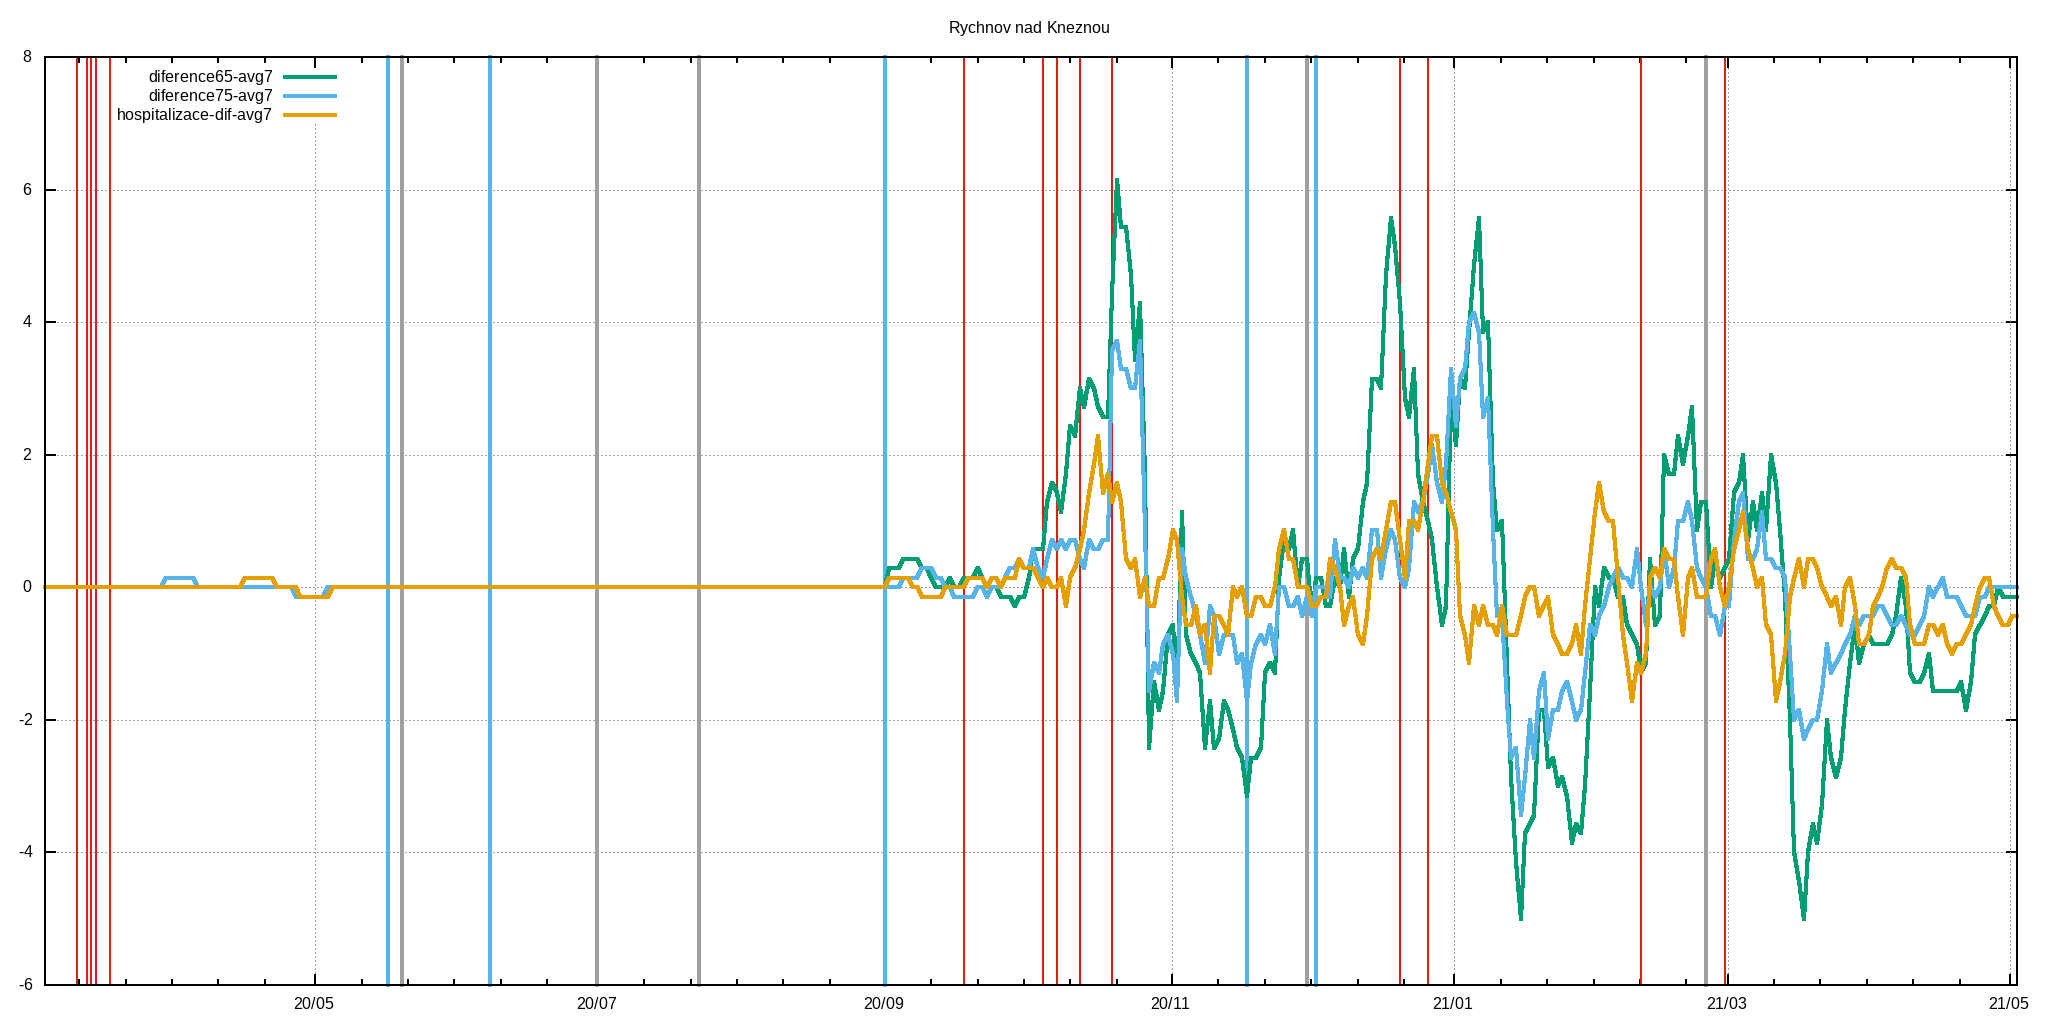 Rychnov nad Kneznou
8
diference65-avg7
diference75-avg7
hospitalizace-dif-avg7
6
4
2
0
-2
-4
-6
20/05 20/07 20/09 20/11 21/01 21/03 21/05